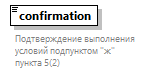 confirmation
Подтверждение выполнения
условий подпунктом "ж"
пункта 5(2)